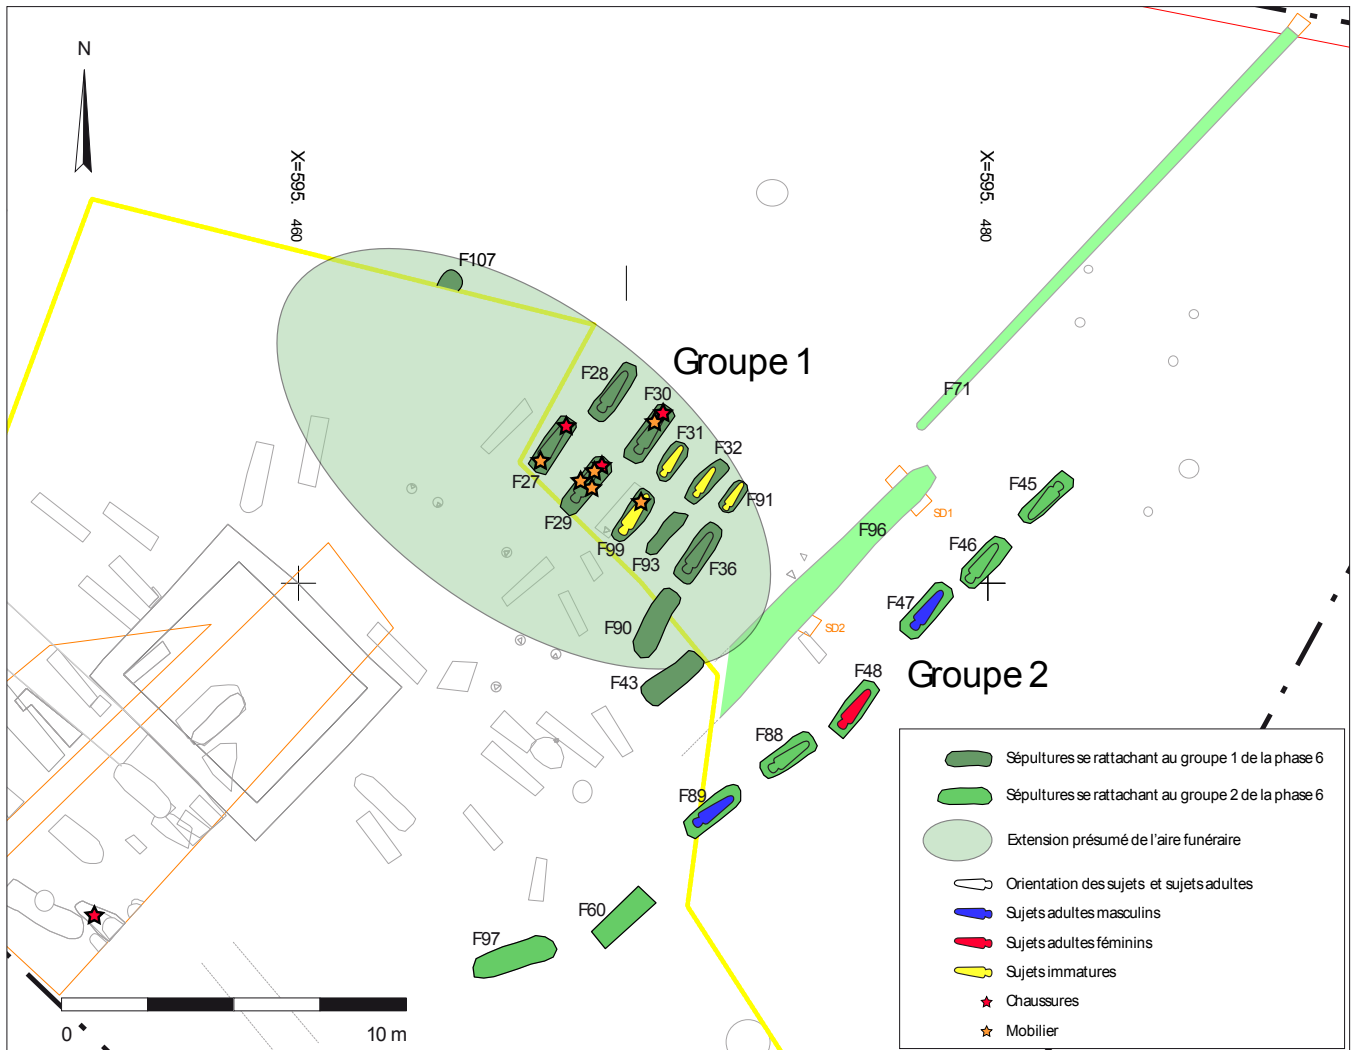 N
X=595. 460
X=595. 480
F107
Groupe 1
F28
F30
F71
F31
F32
F27
F91
F45
F29
SD1
F96
F99
F93
F46
F36
F47
F90
SD2
F43
Groupe 2
F48
F88
F89
F60
F97
Sépultures se rattachant au groupe 1 de la phase 6
Sépultures se rattachant au groupe 2 de la phase 6
Extension présumé de l'aire funéraire
Orientation des sujets et sujets adultes
Sujets adultes masculins
Sujets adultes féminins
Sujets immatures
Chaussures
Mobilier
0 10 m